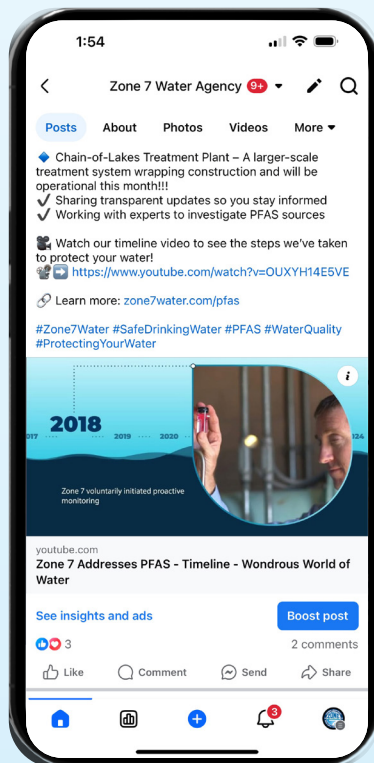 1:54
Zone 7 Water Agency 9+
Posts About Photos Videos More
Chain-of-Lakes Treatment Plant – A larger-scale
treatment system wrapping construction and will be
operational this month!!!
Sharing transparent updates so you stay informed
Working with experts to investigate PFAS sources
Watch our timeline video to see the steps we've taken
to protect your water!
https://www.youtube.com/watch?v=OUXYH14E5VE
Learn more: zone7water.com/pfas
#Zone7Water #SafeDrinkingWater #PFAS #WaterQuality
#ProtectingYourWater
i
2018
017 2019 2020 024
Zone 7 voluntarily initiated proactive
monitoring
youtube.com
Zone 7 Addresses PFAS - Timeline - Wondrous World of
Water
See insights and ads Boost post
3 2 comments
Like Comment Send Share
3